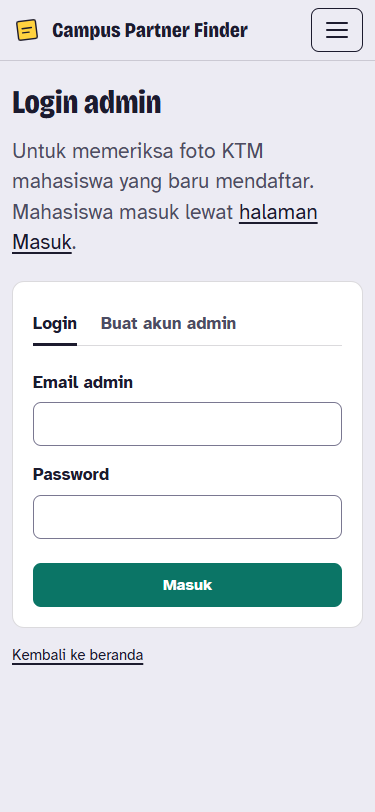 Campus Partner Finder
Login admin
Untuk memeriksa foto KTM
mahasiswa yang baru mendaftar.
Mahasiswa masuk lewat halaman
Masuk.
Login Buat akun admin
Email admin
Password
Masuk
Kembali ke beranda